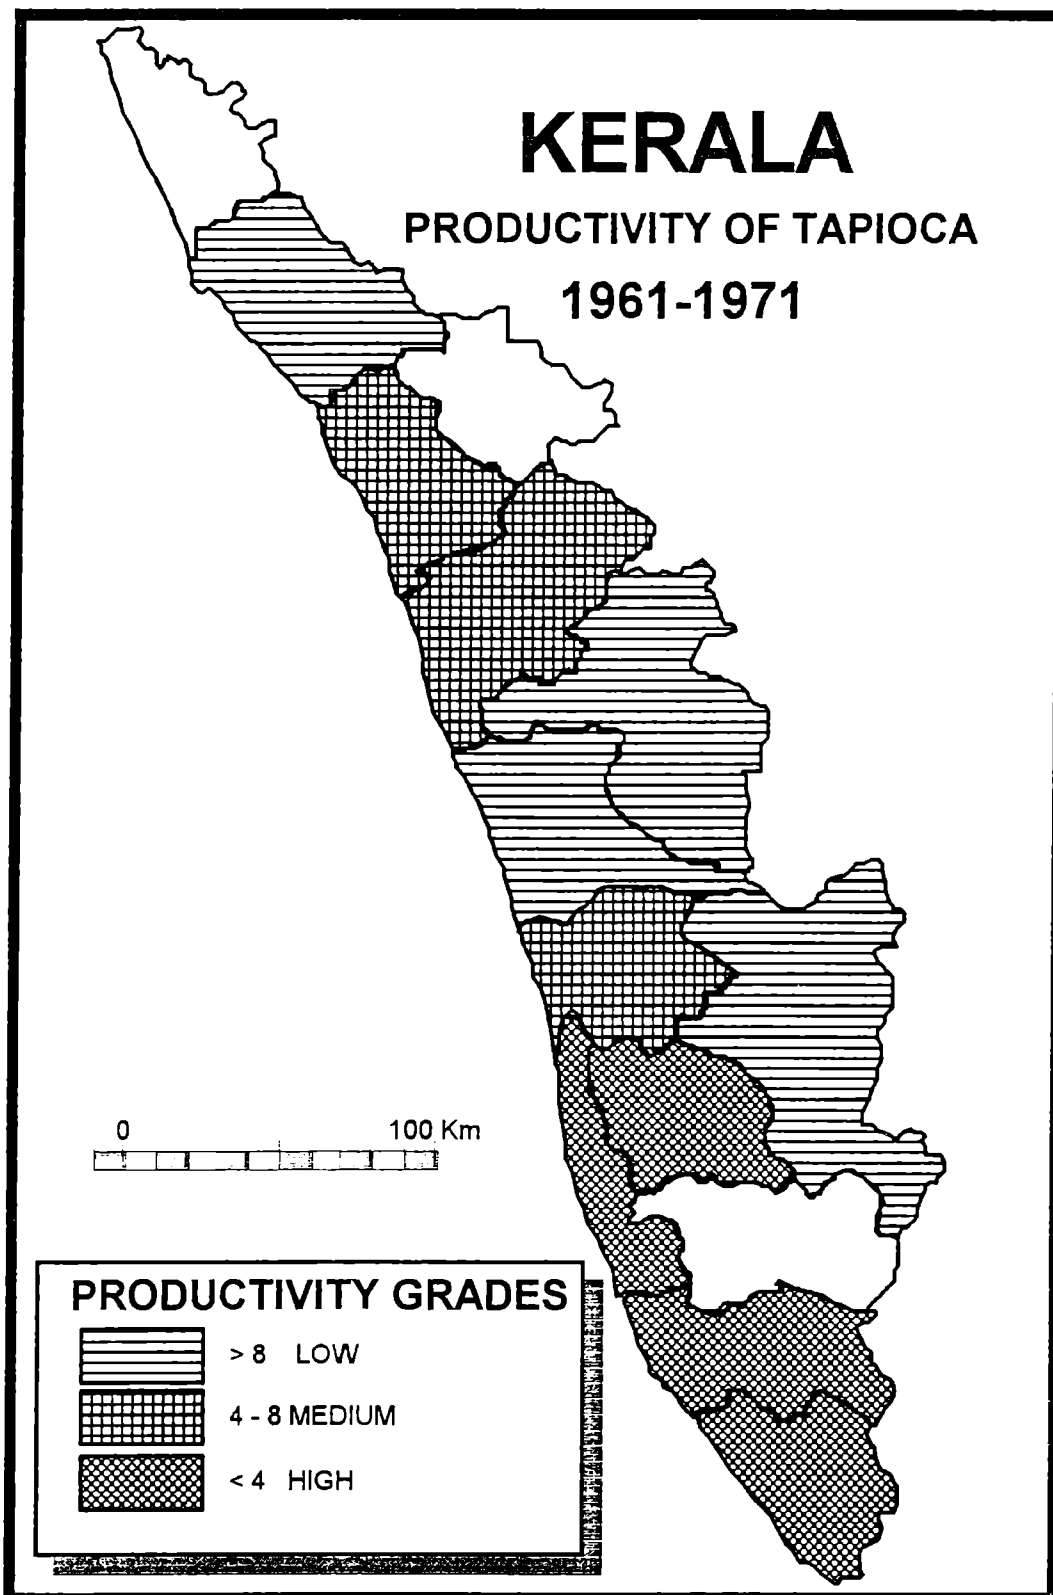 KERALA
PRODUCTIVITY OF TAPIOCA
1961-1971
0 100 Km
PRODUCTIVITY GRADES
> 8 LOW
4 - 8 MEDIUM
< 4 HIGH